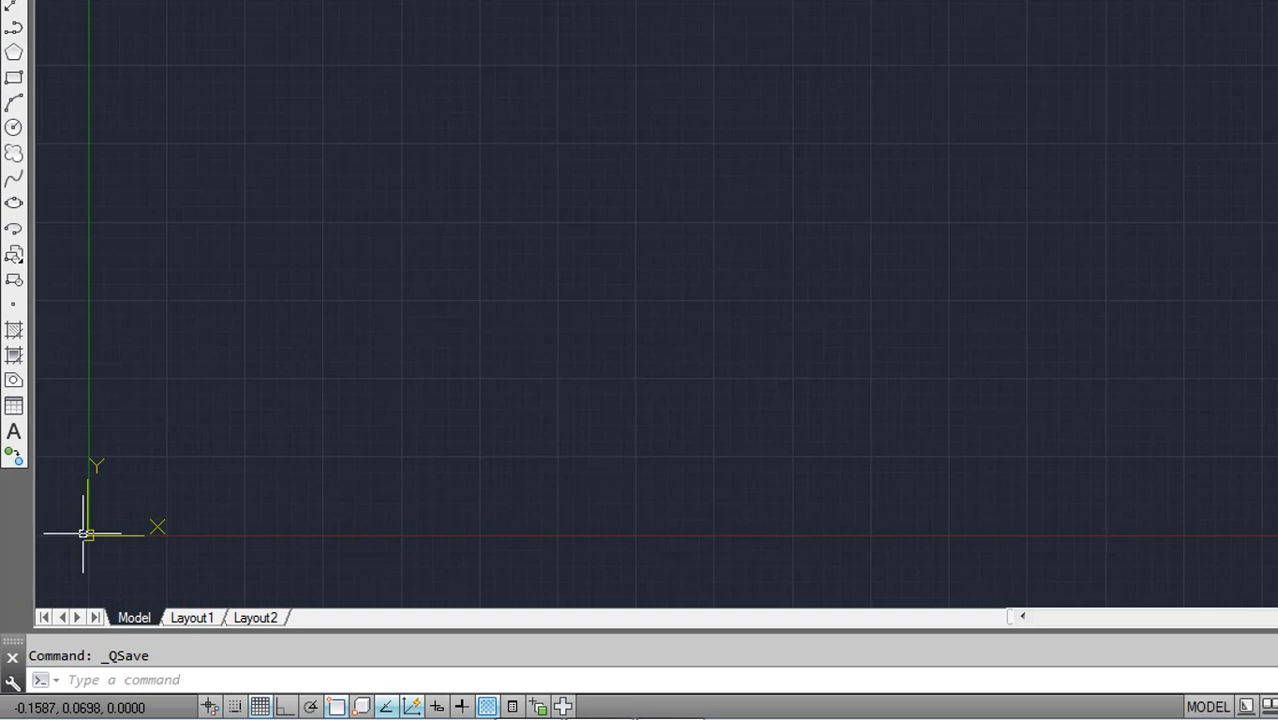 A
Y
X
Model
Layout1
Layout2
Command: _QSave
Type a command
-0.1587, 0.0698, 0.0000
MODEL